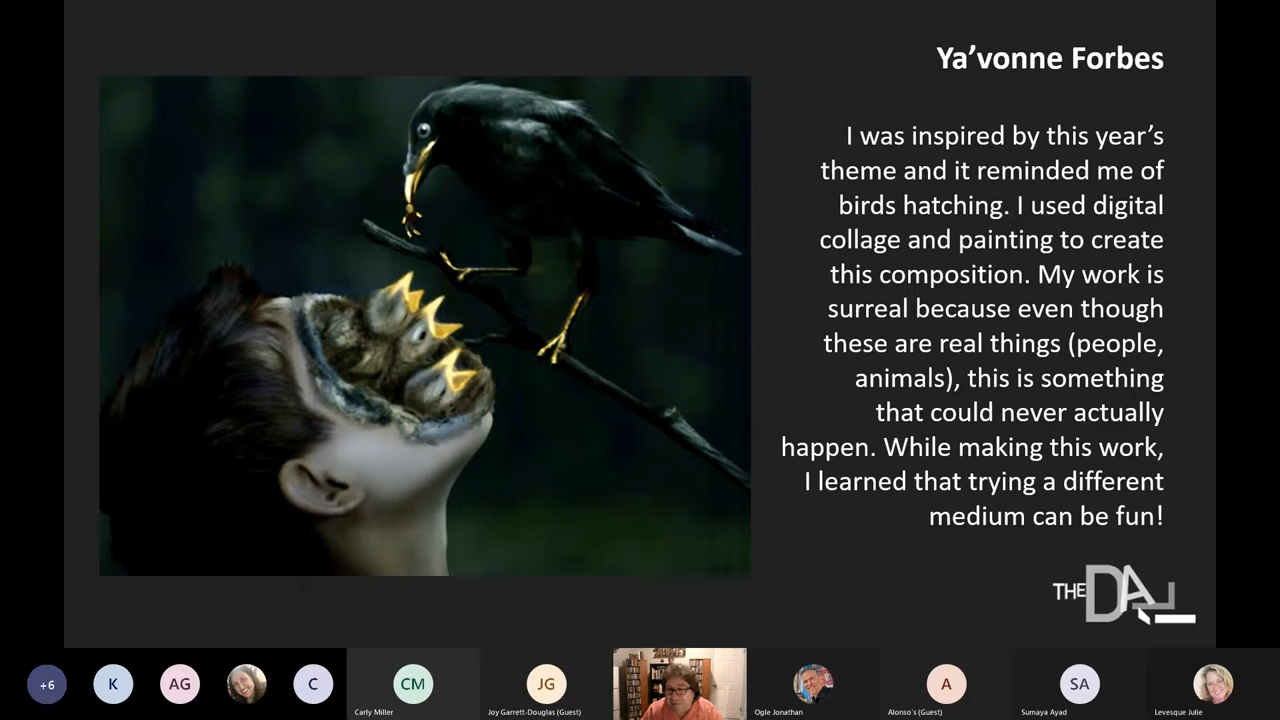 Ya’vonne Forbes
I was inspired by this year’s
theme and it reminded me of
birds hatching. I used digital
collage and painting to create
this composition. My work is
surreal because even though
these are real things (people,
animals), this is something
that could never actually
happen. While making this work,
I learned that trying a different
medium can be fun!
THE DALÍ
+6
K
AG
C
CM
Carly Miller
JG
Joy Garrett-Douglas (Guest)
Ogle Jonathan
A
Alonso's (Guest)
SA
Sumaya Ayad
Levesque Julie